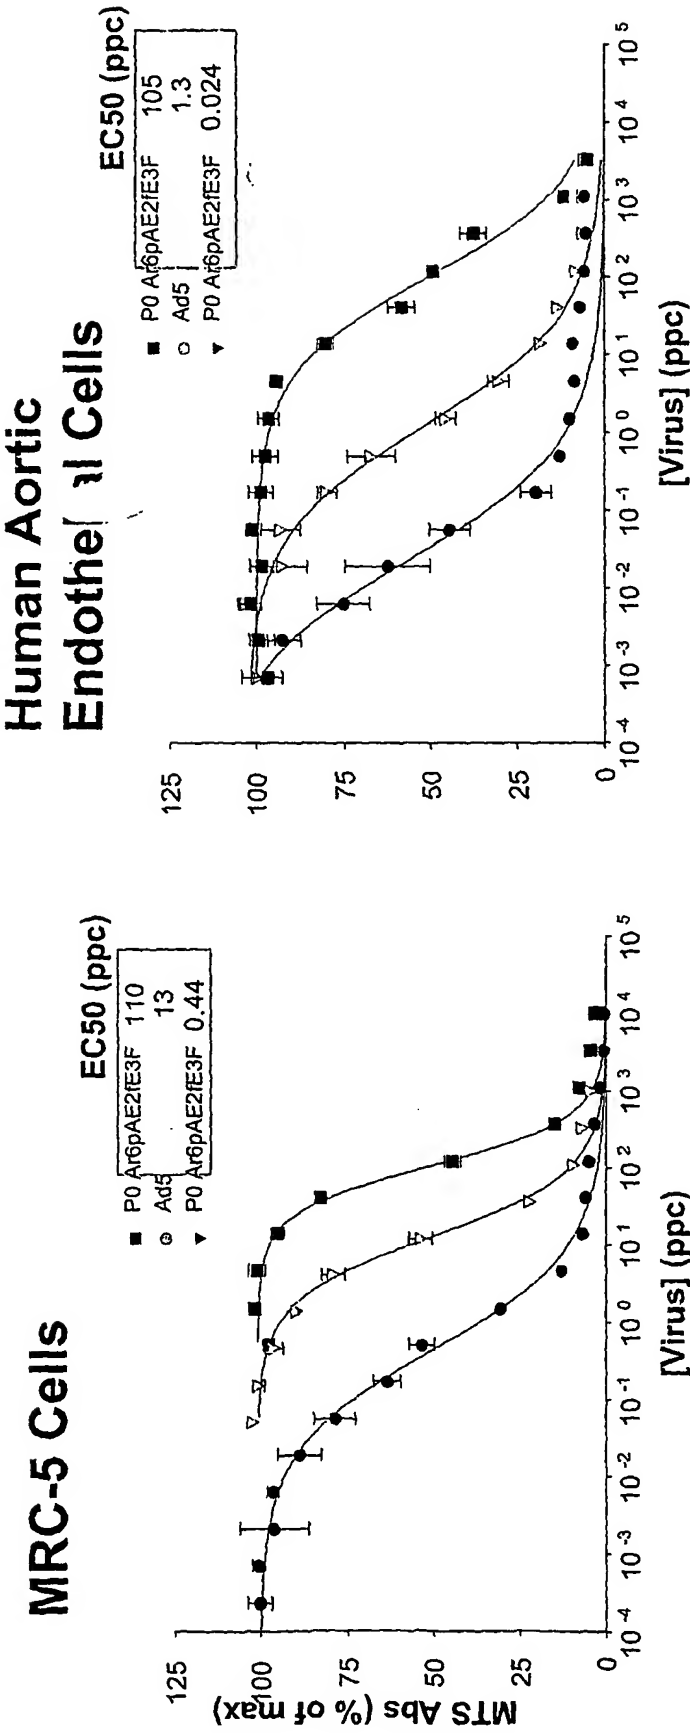 MRC-5 Cells
EC50 (ppc)
P0 Ar6pAE2fE3F 110
Ad5 13
P0 Ar6pAE2fE3F 0.44
MTS Abs (% of max)
125
100
75
50
25
0
10-4
10-3
10-2
10-1
10 0
10 1
10 2
10 3
10 4
10 5
[Virus] (ppc)
Human Aortic
Cells
EC50 (ppc)
P0 Ar6pAE2fE3F 105
Ad5 1.3
P0 Ar6pAE2fE3F 0.024
125
100
75
50
25
0
10-4
10-3
10-2
10-1
10 0
10 1
10 2
10 3
10 4
10 5
[Virus] (ppc)